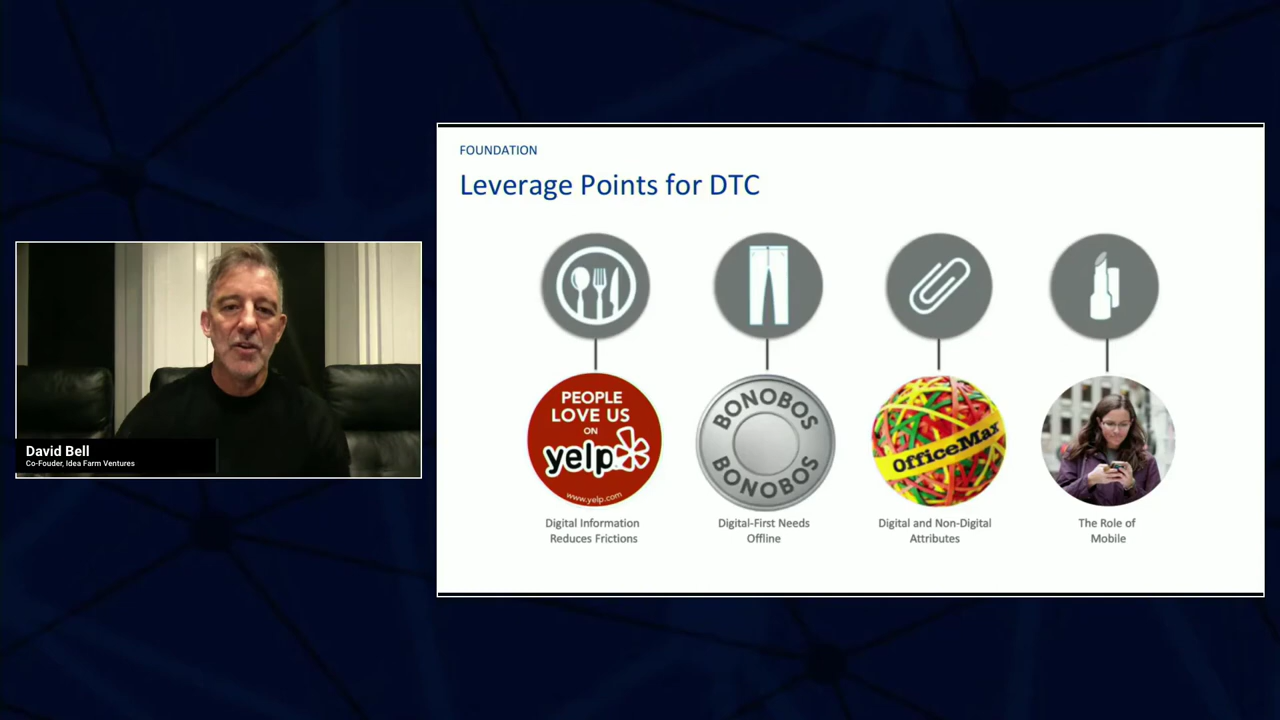 FOUNDATION
Leverage Points for DTC
PEOPLE
LOVE US
ON
yelp
www.yelp.com
BONOBOS
BONOBOS
OfficeMax
Digital Information
Reduces Frictions
Digital-First Needs
Offline
Digital and Non-Digital
Attributes
The Role of
Mobile
David Bell
Co-Fouder, Idea Farm Ventures